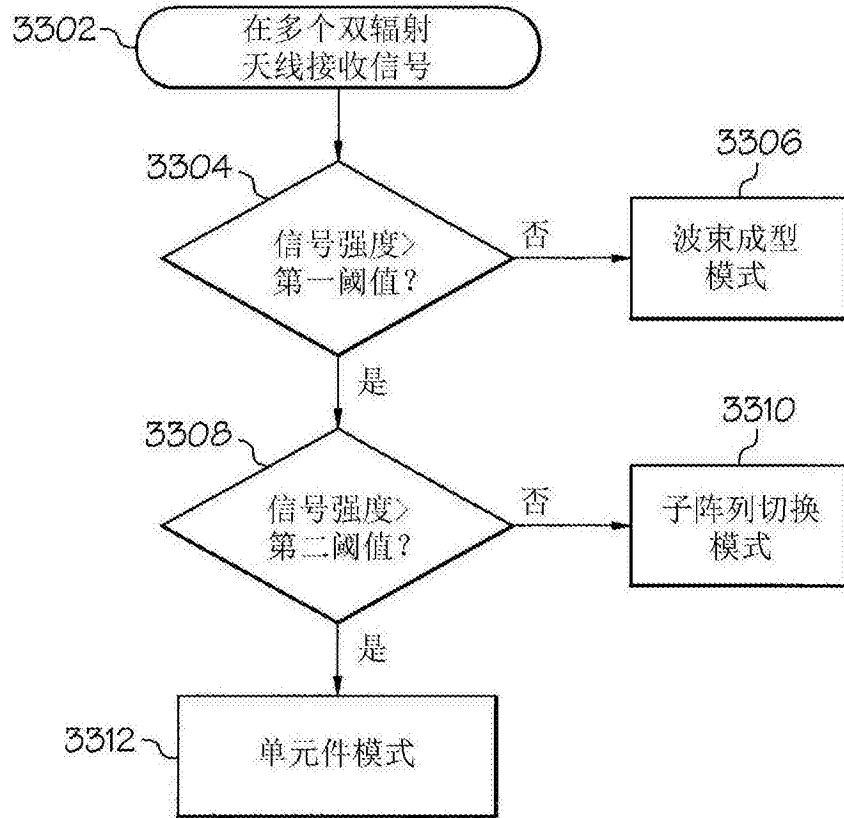 3302
在多个双辐射
天线接收信号
3304
信号强度>
第一阈值？
否
3306
波束成型
模式
是
3308
信号强度>
第二阈值？
否
3310
子阵列切换
模式
是
3312
单元件模式